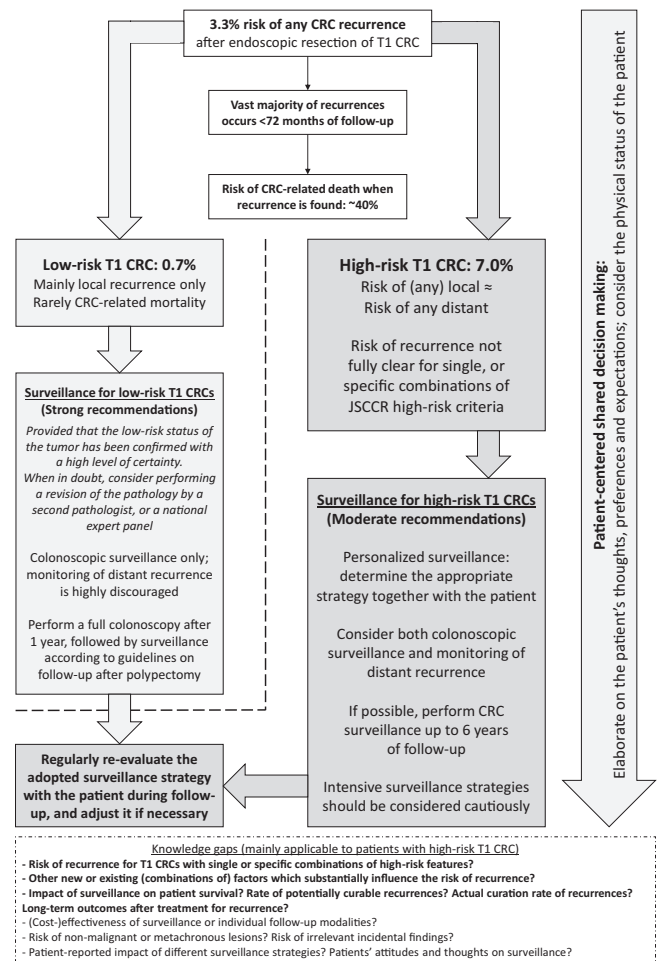 3.3% risk of any CRC recurrence
after endoscopic resection of T1 CRC
Vast majority of recurrences
occurs <72 months of follow-up
Risk of CRC-related death when
recurrence is found: ~40%
Low-risk T1 CRC: 0.7%
Mainly local recurrence only
Rarely CRC-related mortality
Surveillance for low-risk T1 CRCs
(Strong recommendations)
Provided that the low-risk status of
the tumor has been confirmed with
a high level of certainty.
When in doubt, consider performing
a revision of the pathology by a
second pathologist, or a national
expert panel
Colonoscopic surveillance only;
monitoring of distant recurrence
is highly discouraged
Perform a full colonoscopy after
1 year, followed by surveillance
according to guidelines on
follow-up after polypectomy
High-risk T1 CRC: 7.0%
Risk of (any) local ≈
Risk of any distant
Risk of recurrence not
fully clear for single, or
specific combinations of
JSCCR high-risk criteria
Surveillance for high-risk T1 CRCs
(Moderate recommendations)
Personalized surveillance:
determine the appropriate
strategy together with the patient
Consider both colonoscopic
surveillance and monitoring of
distant recurrence
If possible, perform CRC
surveillance up to 6 years
of follow-up
Intensive surveillance strategies
should be considered cautiously
Regularly re-evaluate the
adopted surveillance strategy
with the patient during follow-
up, and adjust it if necessary
Patient-centered shared decision making:
Elaborate on the patient's thoughts, preferences and expectations; consider the physical status of the patient
Knowledge gaps (mainly applicable to patients with high-risk T1 CRC)
- Risk of recurrence for T1 CRCs with single or specific combinations of high-risk features?
- Other new or existing (combinations of) factors which substantially influence the risk of recurrence?
- Impact of surveillance on patient survival? Rate of potentially curable recurrences? Actual curation rate of recurrences?
Long-term outcomes after treatment for recurrence?
- (Cost-)effectiveness of surveillance or individual follow-up modalities?
- Risk of non-malignant or metachronous lesions? Risk of irrelevant incidental findings?
- Patient-reported impact of different surveillance strategies? Patients' attitudes and thoughts on surveillance?